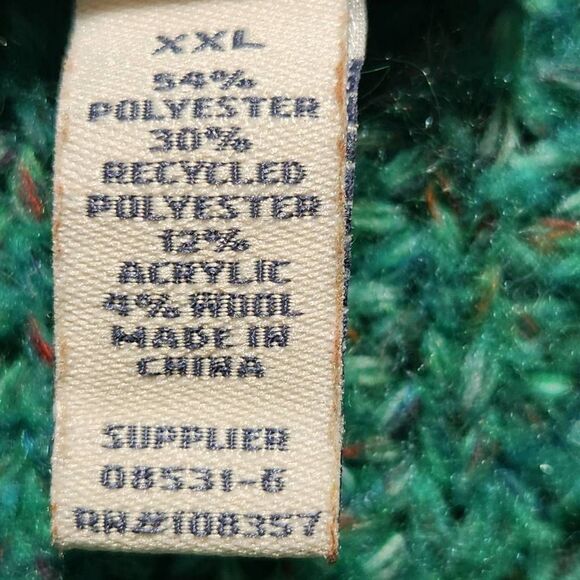 XXL
54%
POLYESTER
30%
RECYCLED
POLYESTER
12%
ACRYLIC
4% WOOL
MADE IN
CHINA
SUPPLIER
08531-6
RN#108357